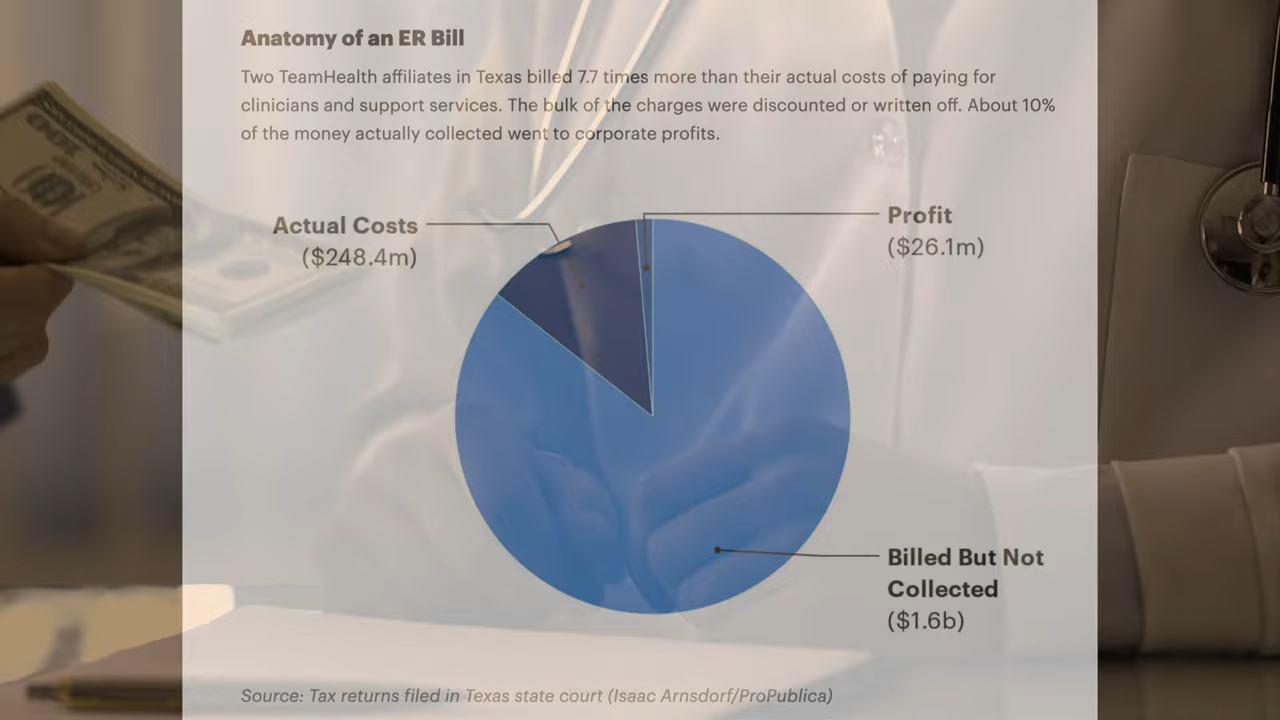 Anatomy of an ER Bill
Two TeamHealth affiliates in Texas billed 7.7 times more than their actual costs of paying for
clinicians and support services. The bulk of the charges were discounted or written off. About 10%
of the money actually collected went to corporate profits.
Actual Costs
($248.4m)
Profit
($26.1m)
Billed But Not
Collected
($1.6b)
Source: Tax returns filed in Texas state court (Isaac Arnsdorf/ProPublica)